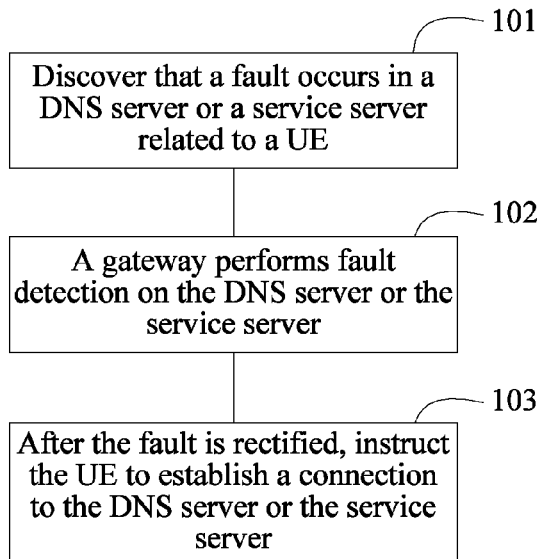 101
Discover that a fault occurs in a
DNS server or a service server
related to a UE
102
A gateway performs fault
detection on the DNS server or the
service server
103
After the fault is rectified, instruct
the UE to establish a connection
to the DNS server or the service
server